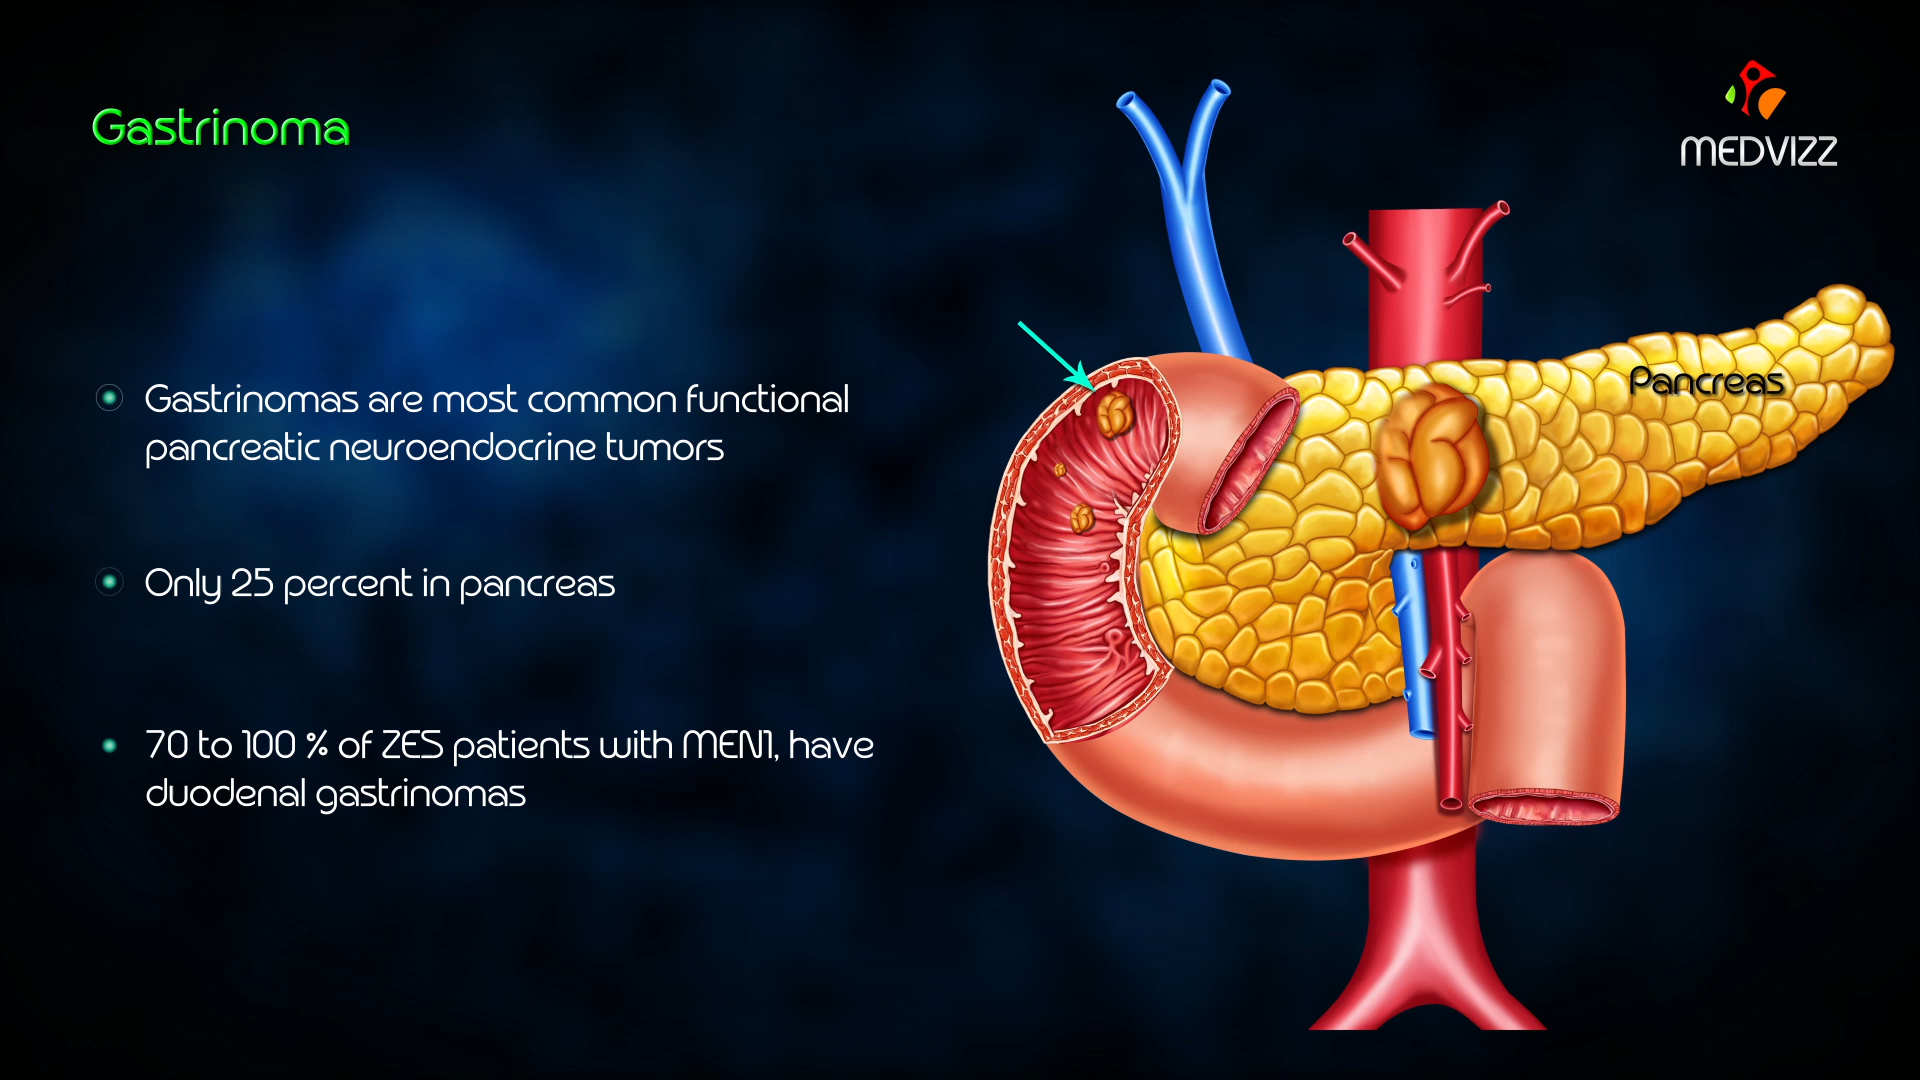 Gastrinoma
MEDVIZZ
Gastrinomas are most common functional
pancreatic neuroendocrine tumors
Only 25 percent in pancreas
70 to 100 % of ZES patients with MEN1, have
duodenal gastrinomas
Pancreas